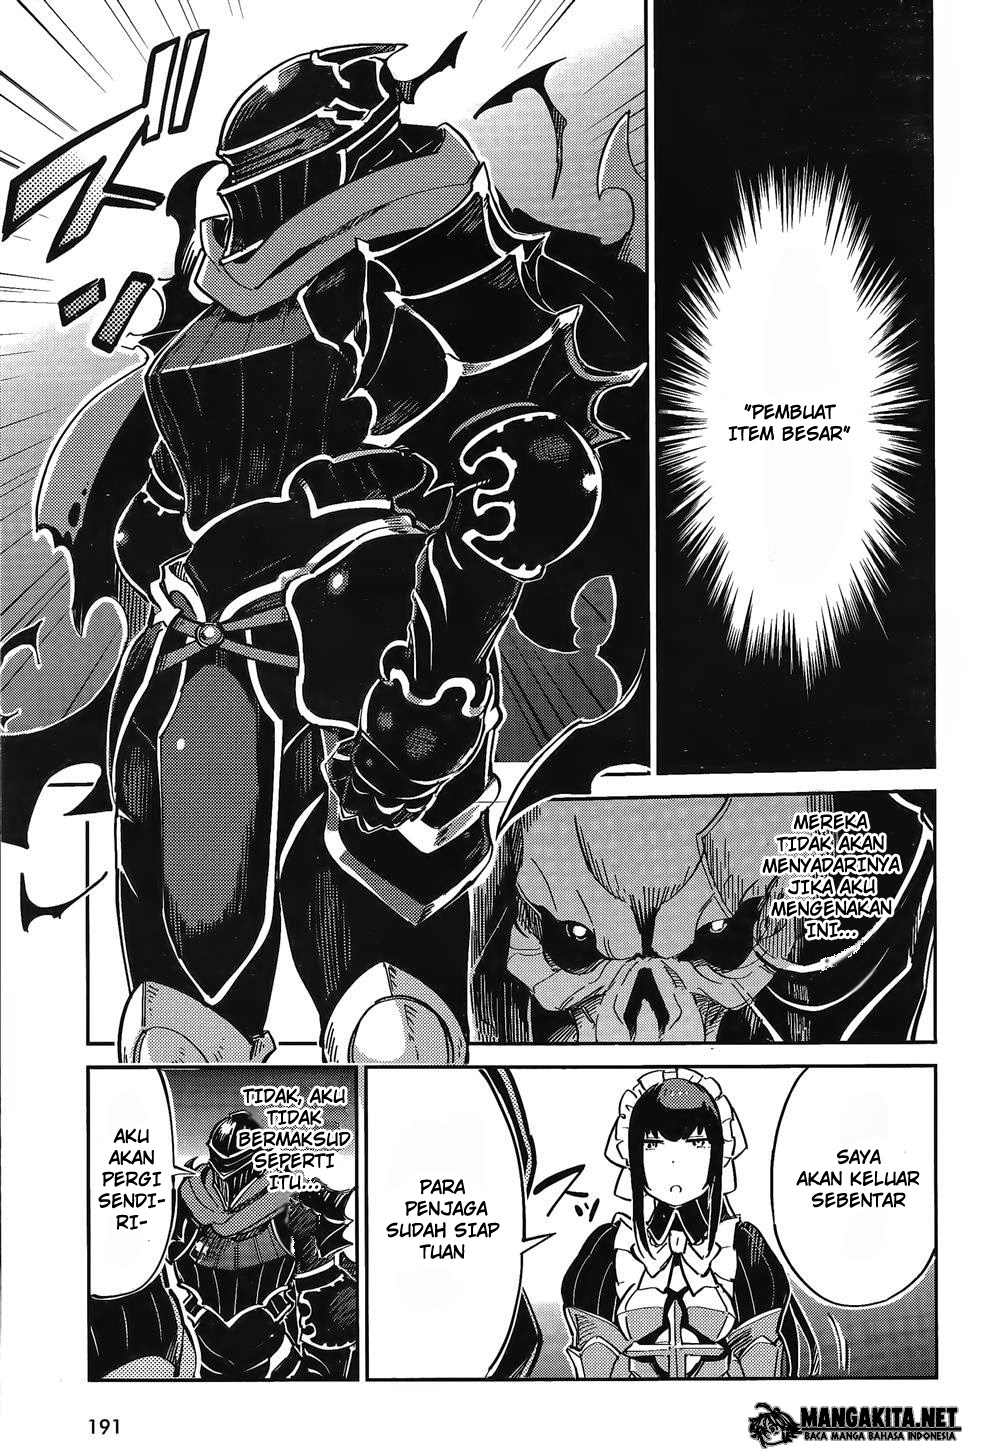 "PEMBUAT
ITEM BESAR"
ズ
MEREKA
TIDAK AKAN
MENYADARINYA
JIKA AKU
MENGENAKAN
INI...
SAYA
AKAN KELUAR
SEBENTAR
PARA
PENJAGA
SUDAH SIAP
TUAN
TIDAK, AKU
TIDAK
BERMAKSUD
SEPERTI
ITU...
AKU
AKAN
PERGI
SENDI-
RI-
191
MANGAKITA.NET
BACA MANGA BAHASA INDONESIA